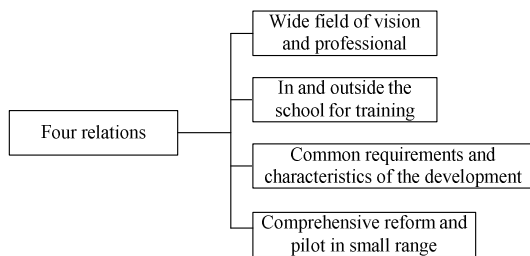 Wide field of vision
and professional
In and outside the
school for training
Four relations
Common requirements and
characteristics of the development
Comprehensive reform and
pilot in small range